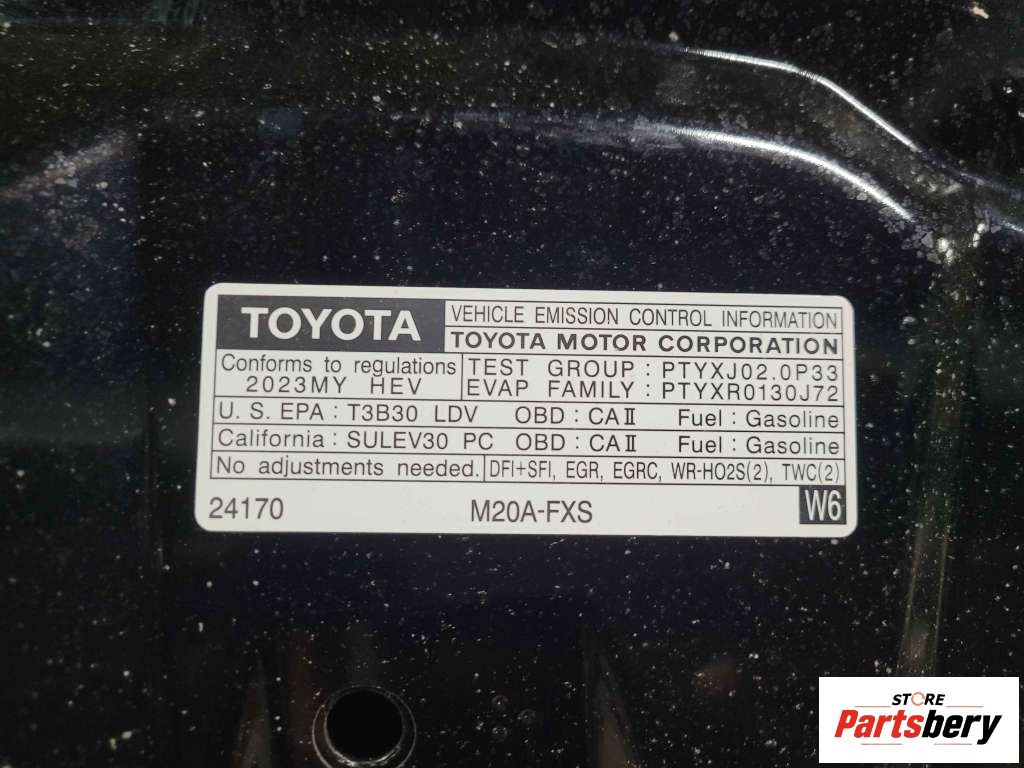 TOYOTA
VEHICLE EMISSION CONTROL INFORMATION
TOYOTA MOTOR CORPORATION
Conforms to regulations
2023MY HEV
TEST GROUP : PTYXJ02.0P33
EVAP FAMILY : PTYXR0130J72
U. S. EPA : T3B30 LDV OBD : CAⅡ Fuel : Gasoline
California : SULEV30 PC OBD : CAⅡ Fuel : Gasoline
No adjustments needed. DFI+SFI, EGR, EGRC, WR-HO2S(2), TWC(2)
24170 M20A-FXS W6
STORE
Partsbery